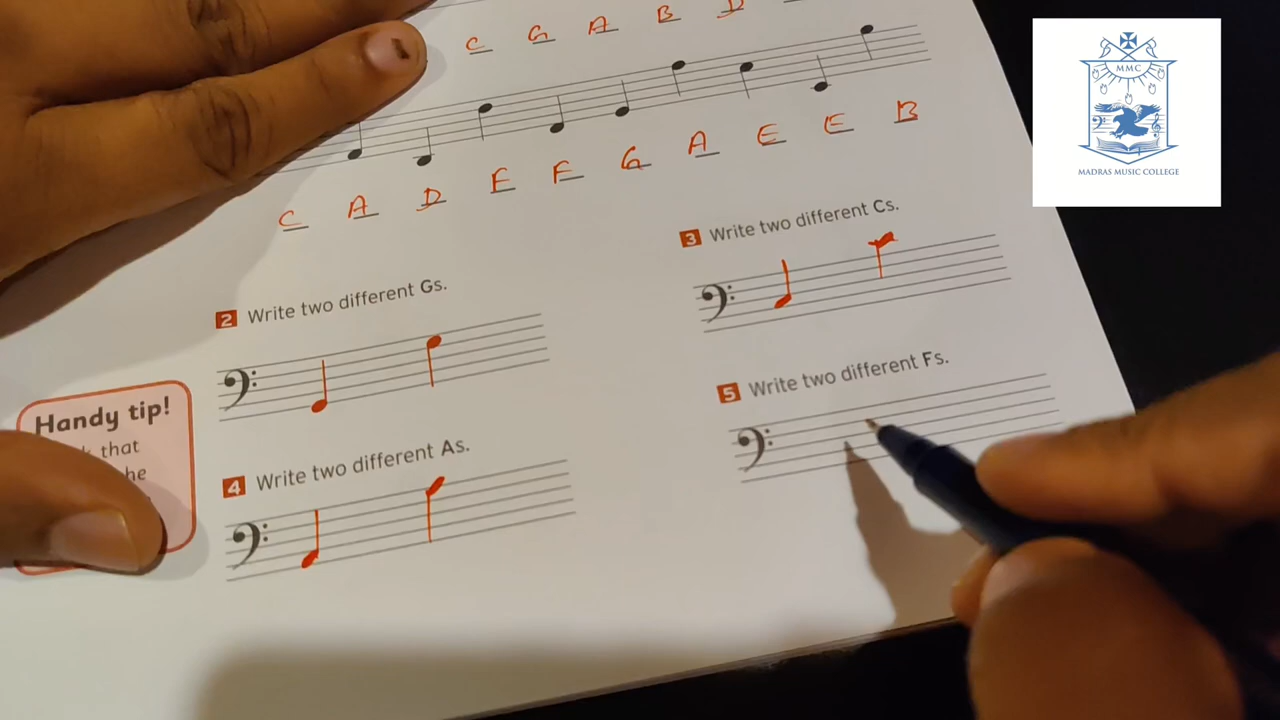 C G A B D
C A D E F G A E E B
MMC
MADRAS MUSIC COLLEGE
3 Write two different Cs.
2 Write two different Gs.
5 Write two different Fs.
Handy tip!
that
he
4 Write two different As.